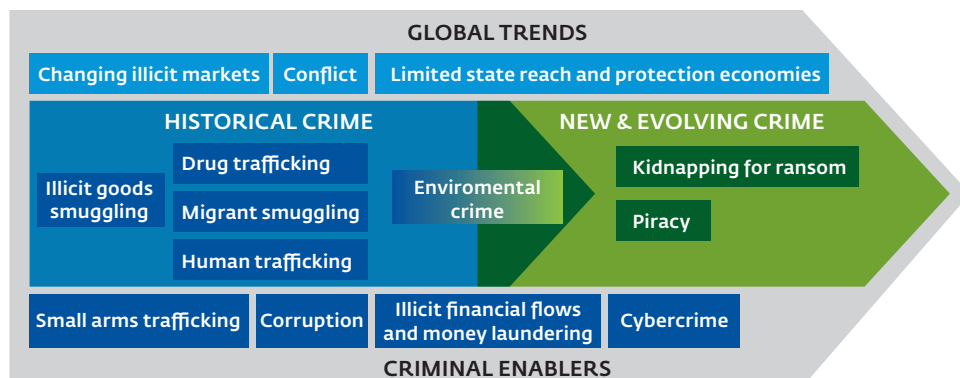 GLOBAL TRENDS
Changing illicit markets
Conflict
Limited state reach and protection economies
HISTORICAL CRIME
NEW & EVOLVING CRIME
Illicit goods
smuggling
Drug trafficking
Migrant smuggling
Human trafficking
Enviromental
crime
Kidnapping for ransom
Piracy
Small arms trafficking
Corruption
Illicit financial flows
and money laundering
Cybercrime
CRIMINAL ENABLERS